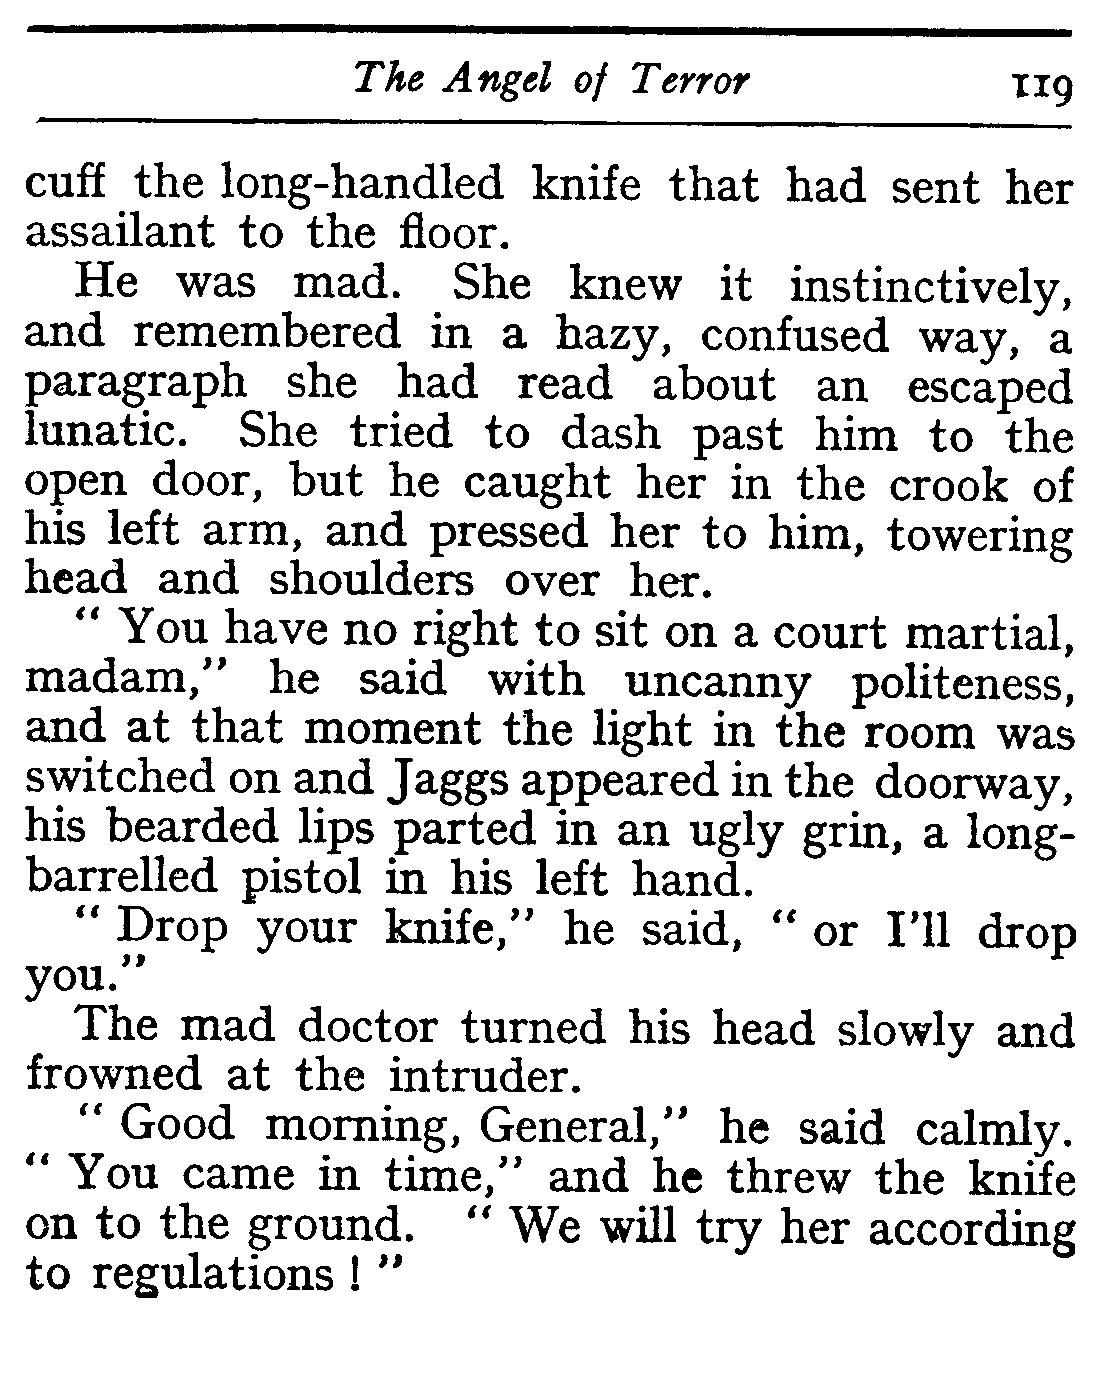 The Angel of Terror 119
cuff the long-handled knife that had sent her
assailant to the floor.
He was mad. She knew it instinctively,
and remembered in a hazy, confused way, a
paragraph she had read about an escaped
lunatic. She tried to dash past him to the
open door, but he caught her in the crook of
his left arm, and pressed her to him, towering
head and shoulders over her.
“ You have no right to sit on a court martial,
madam,” he said with uncanny politeness,
and at that moment the light in the room was
switched on and Jaggs appeared in the doorway,
his bearded lips parted in an ugly grin, a long-
barrelled pistol in his left hand.
“ Drop your knife,” he said, “ or I’ll drop
you.”
The mad doctor turned his head slowly and
frowned at the intruder.
“ Good morning, General,” he said calmly.
“ You came in time,” and he threw the knife
on to the ground. “ We will try her according
to regulations ! ”